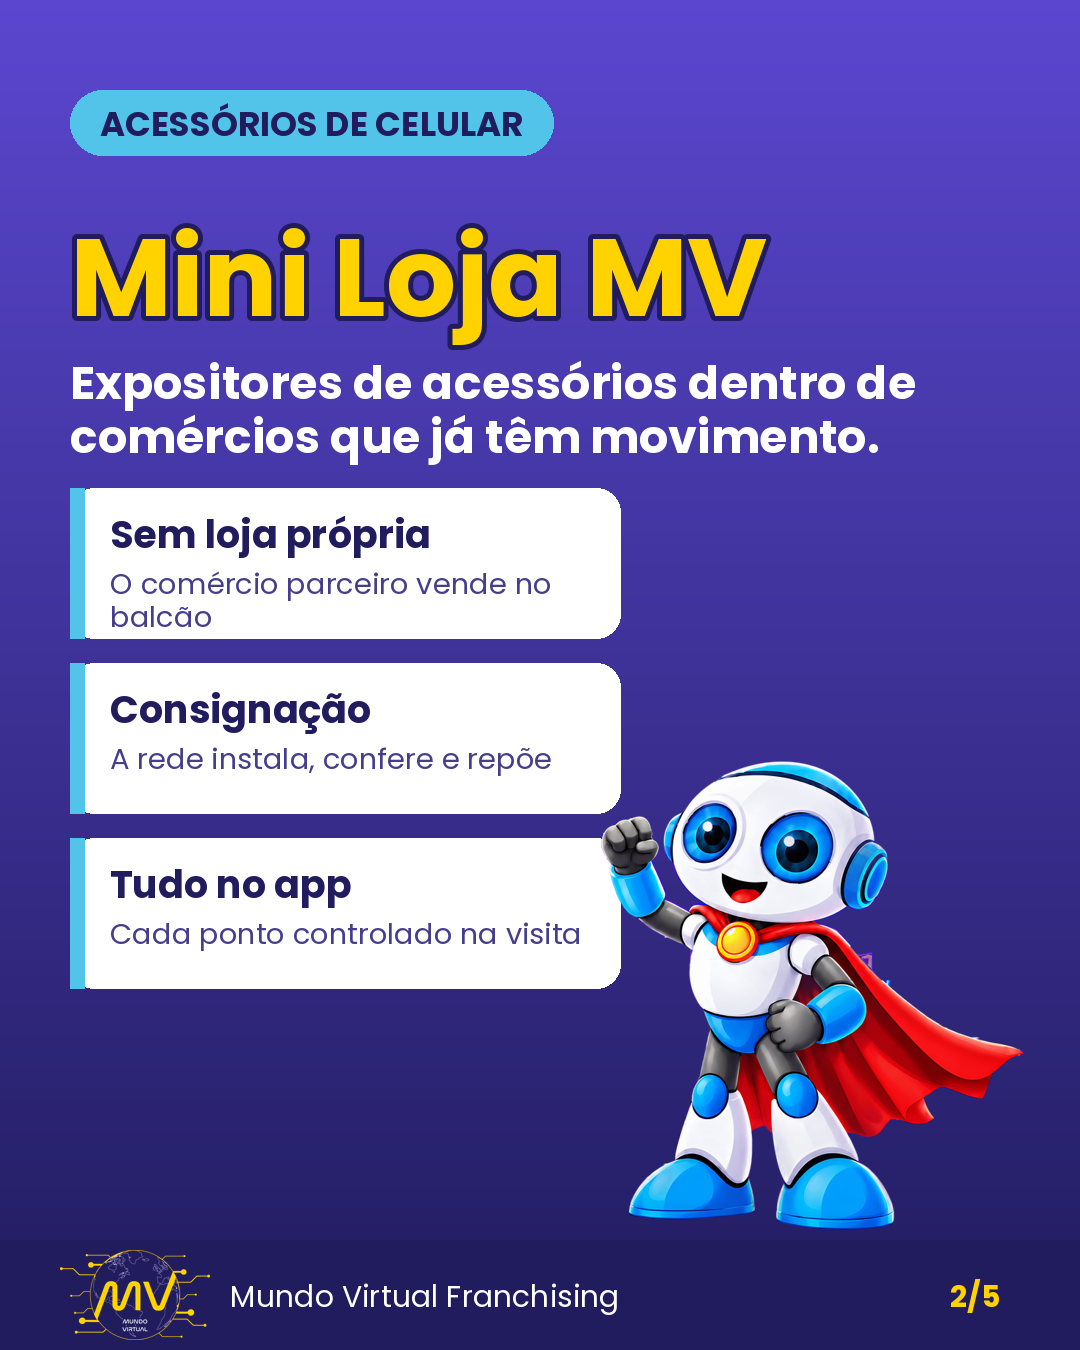 ACESSÓRIOS DE CELULAR
Mini Loja MV
Expositores de acessórios dentro de
comércios que já têm movimento.
Sem loja própria
O comércio parceiro vende no
balcão
Consignação
A rede instala, confere e repõe
Tudo no app
Cada ponto controlado na visita
MV
MUNDO
VIRTUAL
Mundo Virtual Franchising
2/5